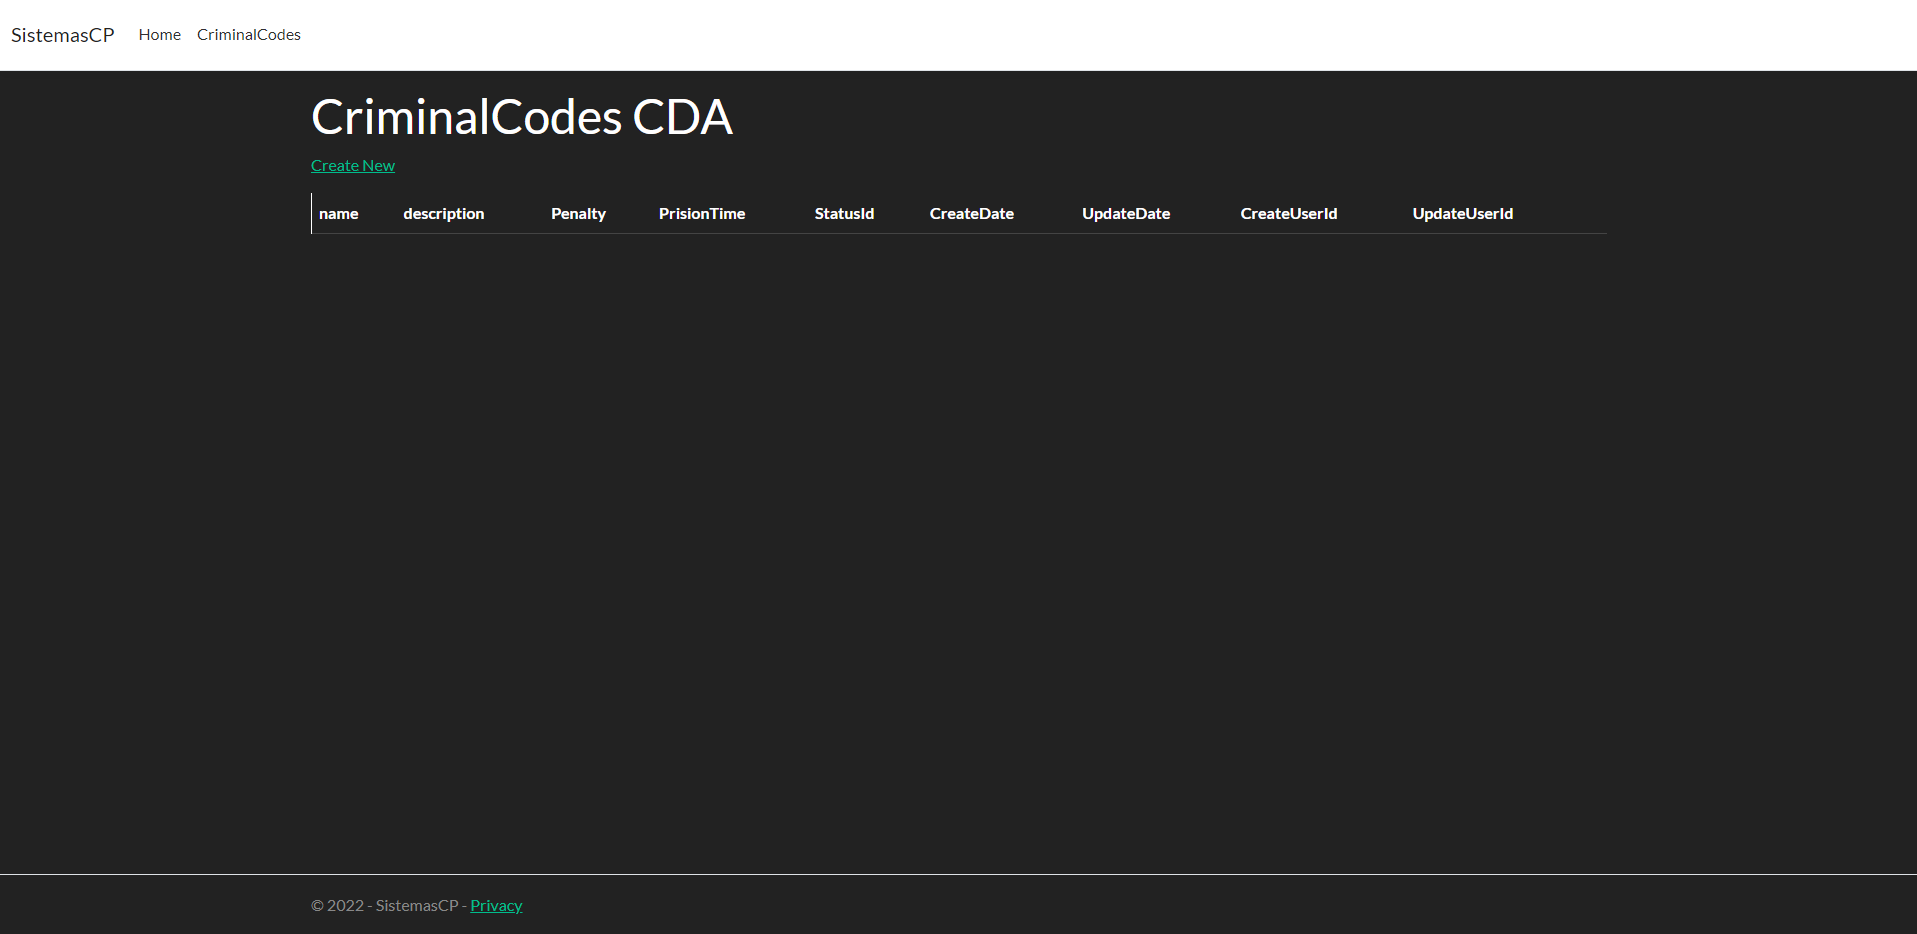 SistemasCP Home CriminalCodes
CriminalCodes CDA
Create New
name description Penalty PrisionTime StatusId CreateDate UpdateDate CreateUserId UpdateUserId
© 2022 - SistemasCP - Privacy